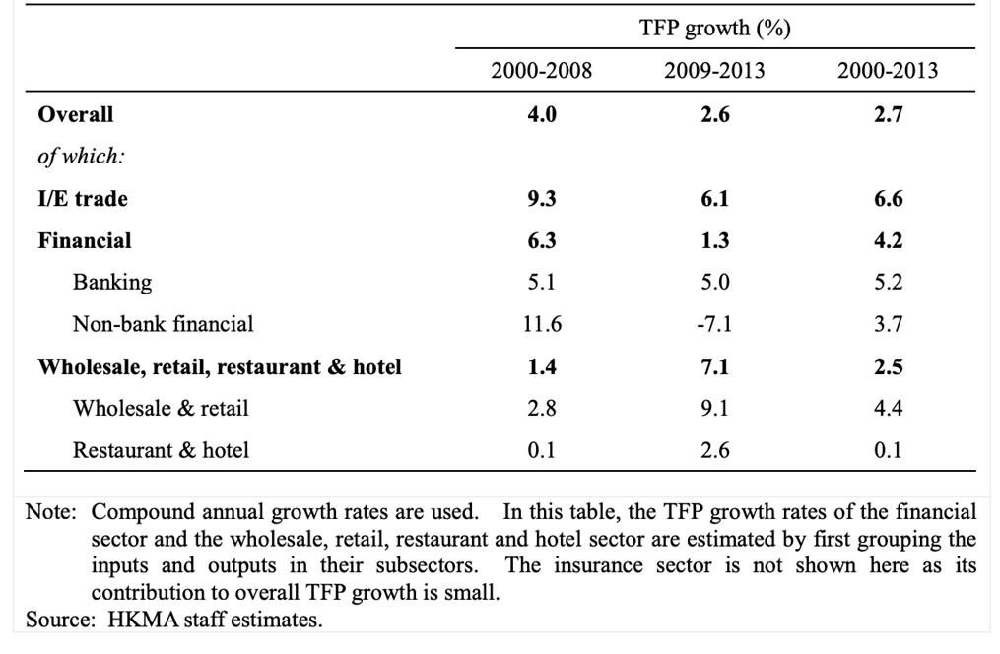 TFP growth (%)
2000-2008 2009-2013 2000-2013
Overall 4.0 2.6 2.7
of which:
I/E trade 9.3 6.1 6.6
Financial 6.3 1.3 4.2
Banking 5.1 5.0 5.2
Non-bank financial 11.6 -7.1 3.7
Wholesale, retail, restaurant & hotel 1.4 7.1 2.5
Wholesale & retail 2.8 9.1 4.4
Restaurant & hotel 0.1 2.6 0.1
Note: Compound annual growth rates are used. In this table, the TFP growth rates of the financial
sector and the wholesale, retail, restaurant and hotel sector are estimated by first grouping the
inputs and outputs in their subsectors. The insurance sector is not shown here as its
contribution to overall TFP growth is small.
Source: HKMA staff estimates.